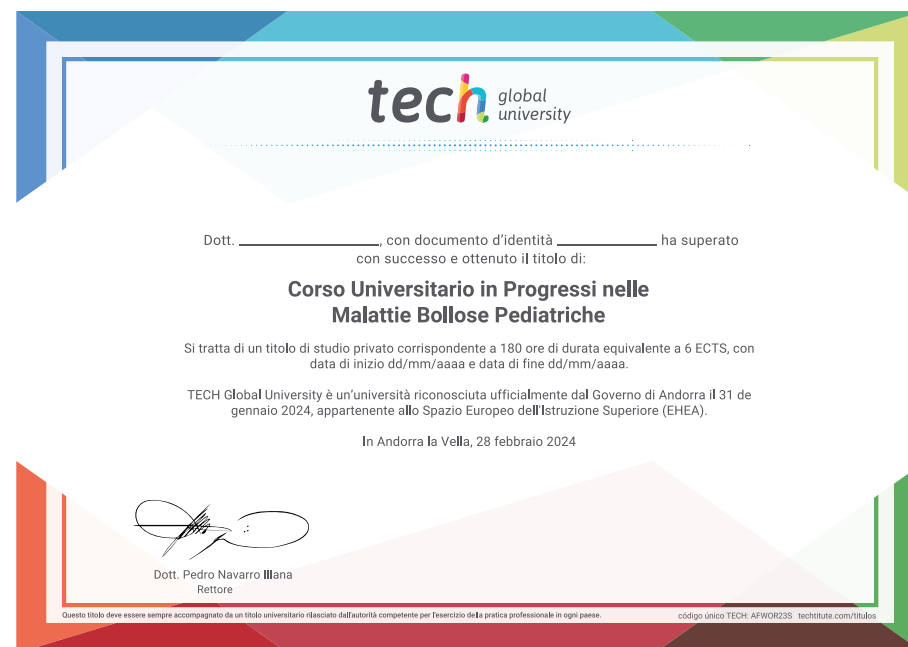 tech global university
Dott. ____________________, con documento d'identità __________________ ha superato
con successo e ottenuto il titolo di:
Corso Universitario in Progressi nelle
Malattie Bollose Pediatriche
Si tratta di un titolo di studio privato corrispondente a 180 ore di durata equivalente a 6 ECTS, con
data di inizio dd/mm/aaaa e data di fine dd/mm/aaaa.
TECH Global University è un'università riconosciuta ufficialmente dal Governo di Andorra il 31 de
gennaio 2024, appartenente allo Spazio Europeo dell'Istruzione Superiore (EHEA).
In Andorra la Vella, 28 febbraio 2024
Dott. Pedro Navarro Illana
Rettore
Questo titolo deve essere sempre accompagnato da un titolo universitario rilasciato dall'autorità competente per l'esercizio della pratica professionale in ogni paese.
código único TECH: AFWOR23S techtitute.com/titulos